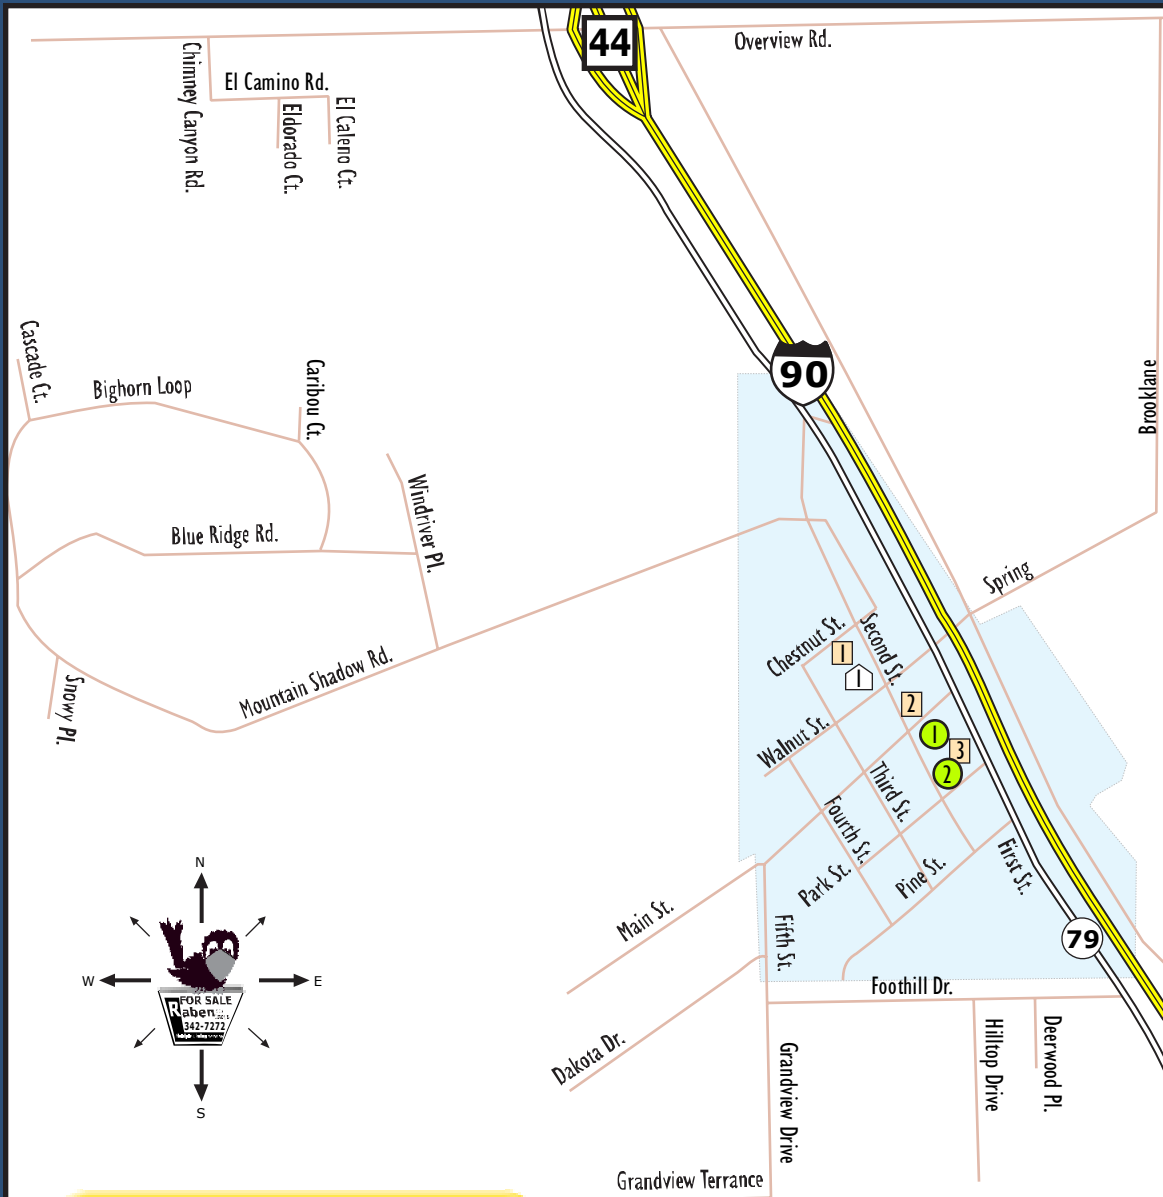 44
Overview Rd.
Chimney Canyon Rd.
El Camino Rd.
Eldorado Ct.
El Caleno Ct.
90
Cascade Ct.
Bighorn Loop
Caribou Ct.
Brooklane
Windriver Pl.
Blue Ridge Rd.
Spring
Chestnut St.
Second St.
1
1
2
1
3
2
Mountain Shadow Rd.
Snowy Pl.
Walnut St.
Third St.
Fourth St.
Park St.
Pine St.
First St.
N
W
E
S
FOR SALE
Raben
342-7272
Main St.
Fifth St.
79
Foothill Dr.
Dakota Dr.
Grandview Drive
Hilltop Drive
Deerwood Pl.
Grandview Terrance